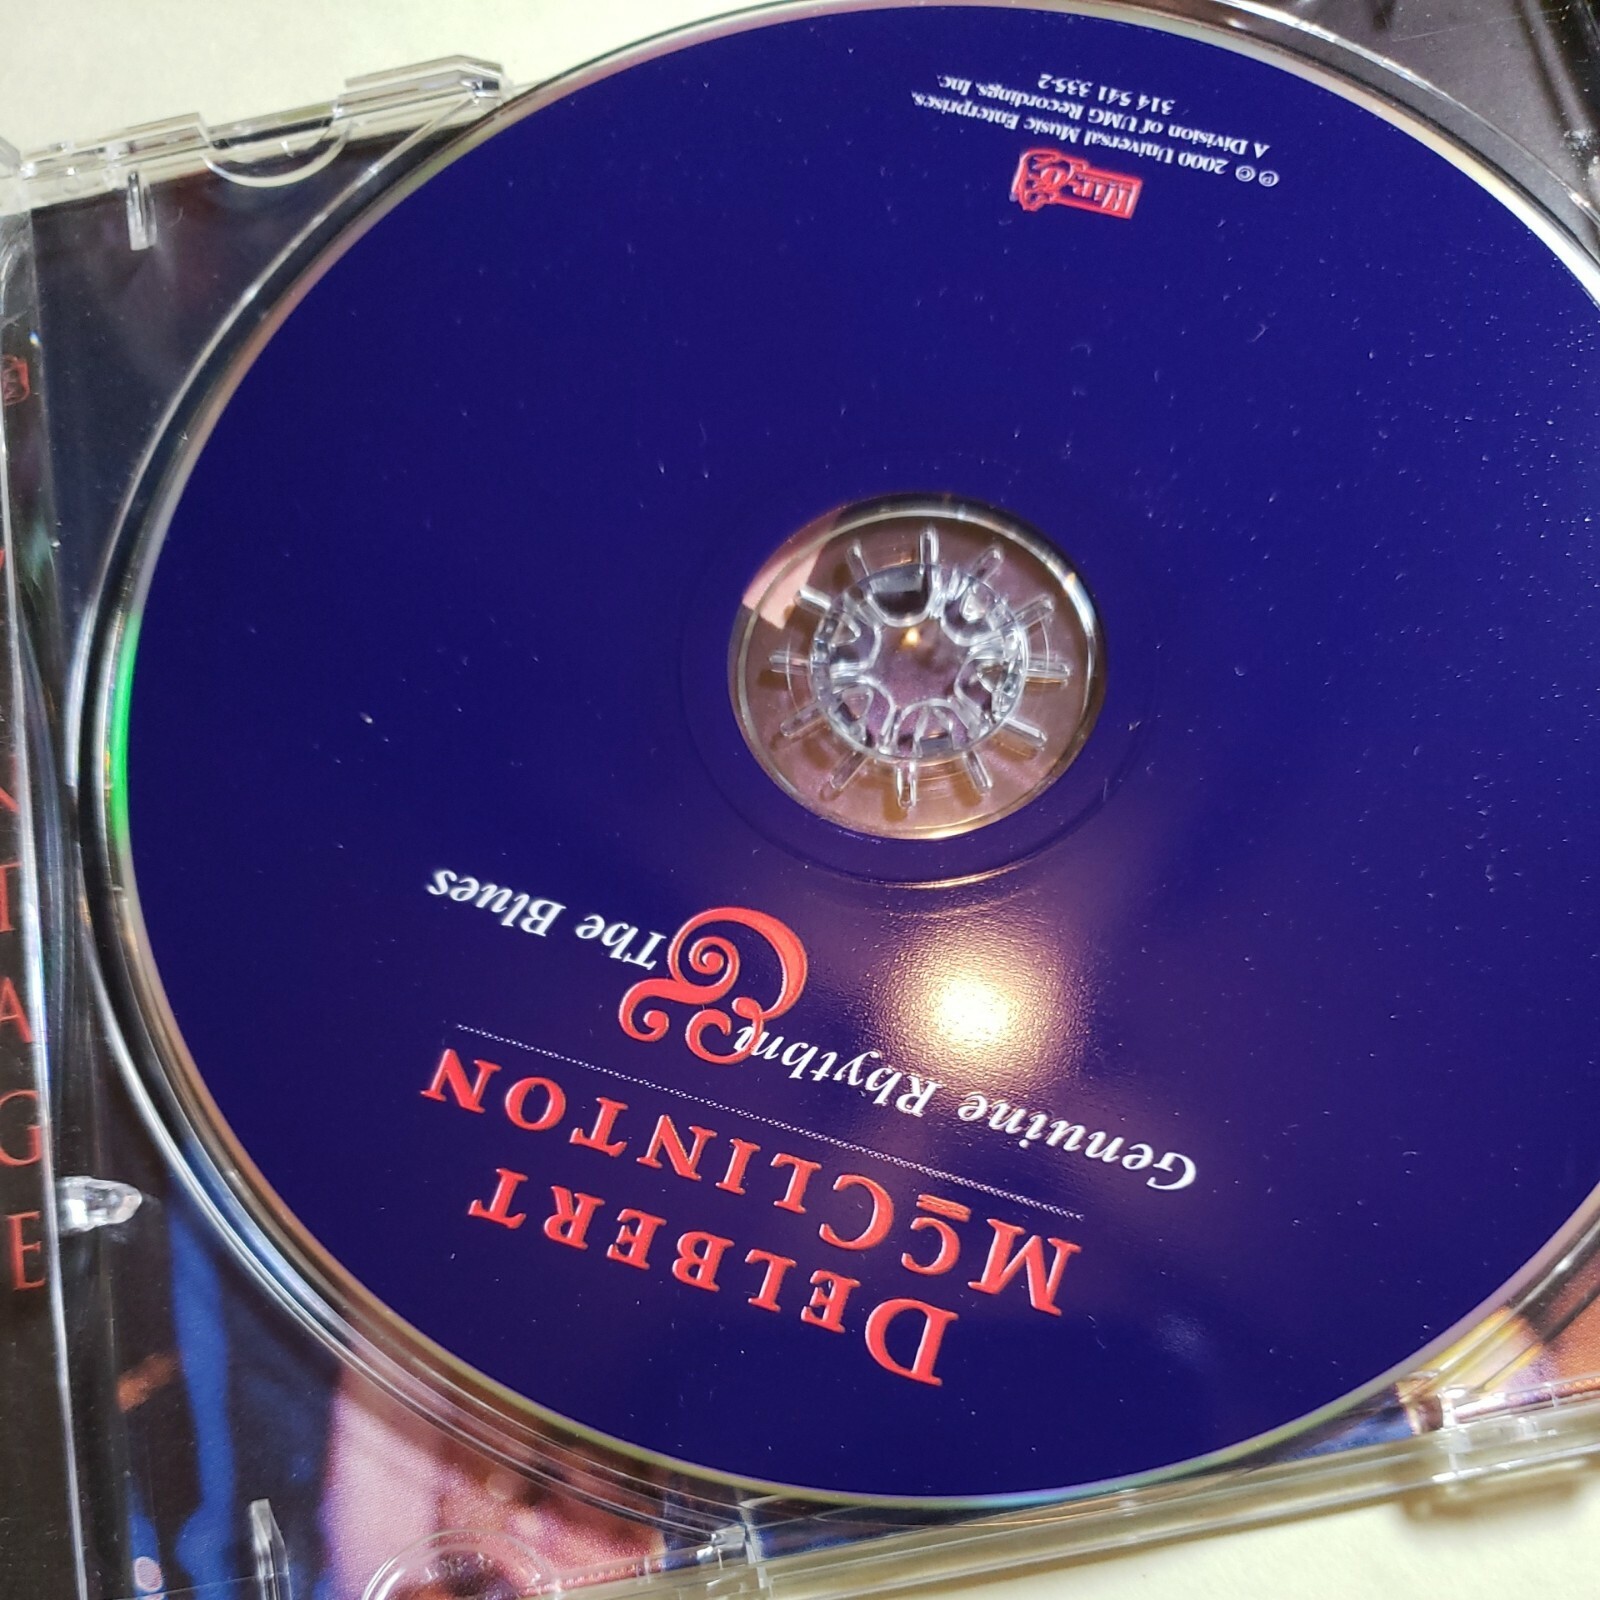 DELBERT
McCLINTON
Genuine Rhythm
& The Blues
℗ © 2000 Universal Music Enterprises,
A Division of UMG Recordings, Inc.
314 541 335-2
NTAGE